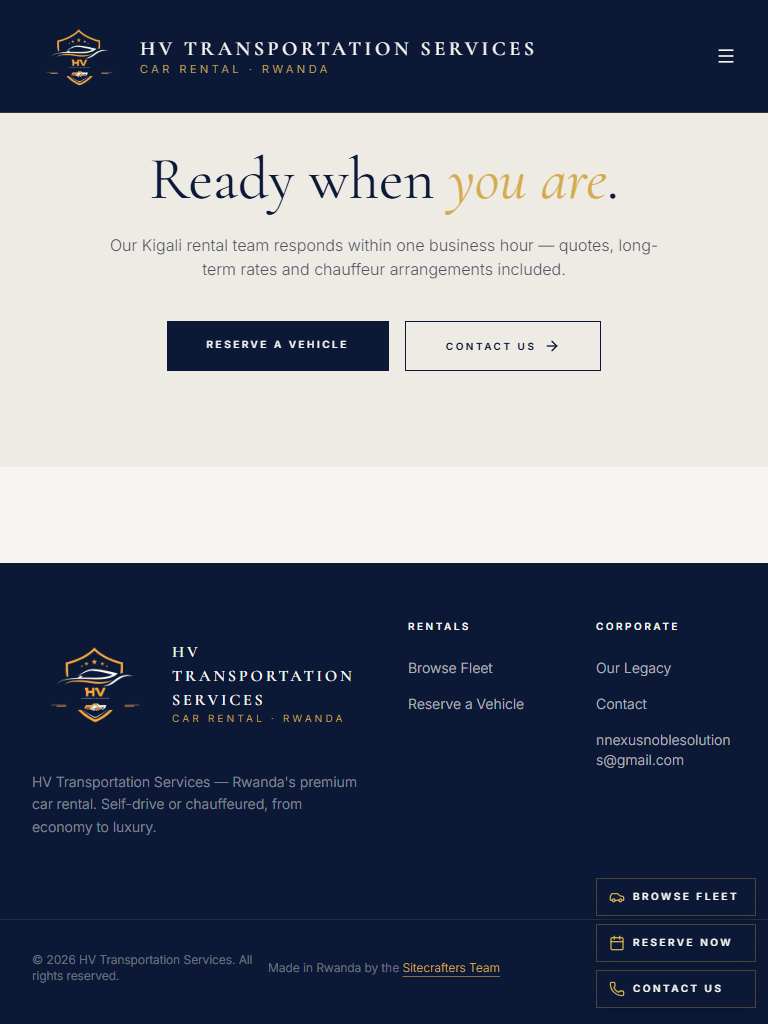 HV
HV TRANSPORTATION SERVICES
CAR RENTAL · RWANDA
Ready when you are.
Our Kigali rental team responds within one business hour — quotes, long-
term rates and chauffeur arrangements included.
RESERVE A VEHICLE
CONTACT US
HV
HV
TRANSPORTATION
SERVICES
CAR RENTAL · RWANDA
HV Transportation Services — Rwanda's premium
car rental. Self-drive or chauffeured, from
economy to luxury.
RENTALS
Browse Fleet
Reserve a Vehicle
CORPORATE
Our Legacy
Contact
nnexusnoblesolution
s@gmail.com
BROWSE FLEET
RESERVE NOW
CONTACT US
© 2026 HV Transportation Services. All
rights reserved.
Made in Rwanda by the Sitecrafters Team